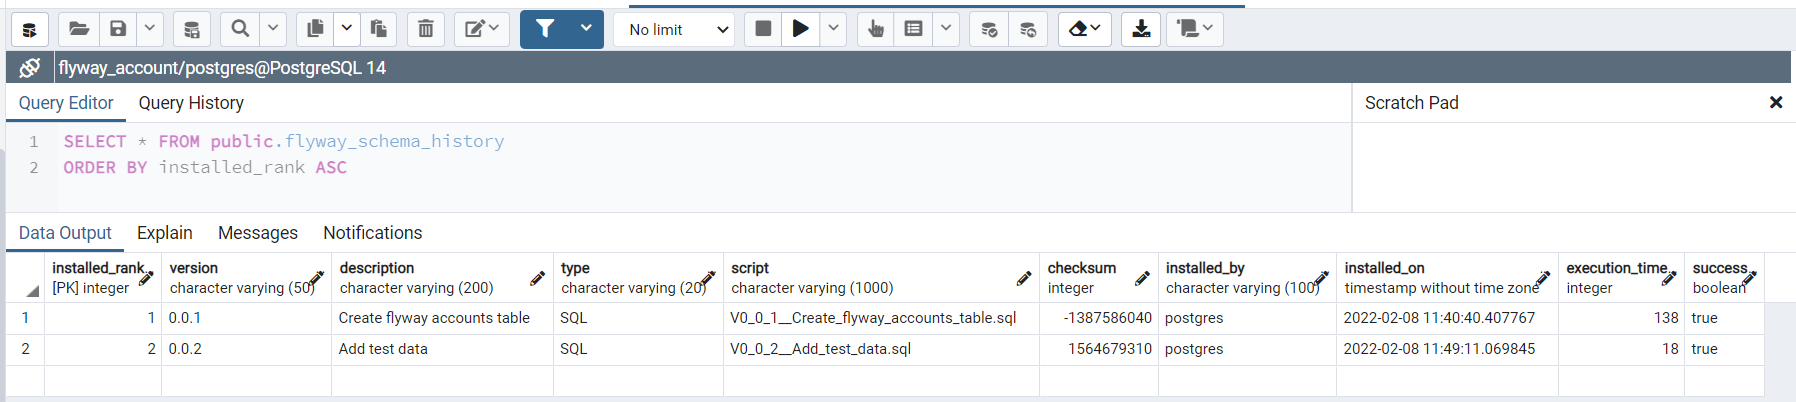 No limit
flyway_account/postgres@PostgreSQL 14
Query Editor Query History Scratch Pad
1 SELECT * FROM public.flyway_schema_history
2 ORDER BY installed_rank ASC
Data Output Explain Messages Notifications
installed_rank version description type script checksum installed_by installed_on execution_time success
[PK] integer character varying (50) character varying (200) character varying (20) character varying (1000) integer character varying (100) timestamp without time zone integer boolean
1 1 0.0.1 Create flyway accounts table SQL V0_0_1__Create_flyway_accounts_table.sql -1387586040 postgres 2022-02-08 11:40:40.407767 138 true
2 2 0.0.2 Add test data SQL V0_0_2__Add_test_data.sql 1564679310 postgres 2022-02-08 11:49:11.069845 18 true